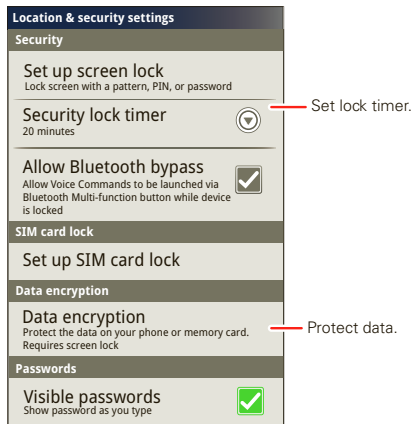 Location & security settings
Security
Set up screen lock
Lock screen with a pattern, PIN, or password
Security lock timer
20 minutes
Set lock timer.
Allow Bluetooth bypass
Allow Voice Commands to be launched via
Bluetooth Multi-function button while device
is locked
SIM card lock
Set up SIM card lock
Data encryption
Data encryption
Protect the data on your phone or memory card.
Requires screen lock
Protect data.
Passwords
Visible passwords
Show password as you type